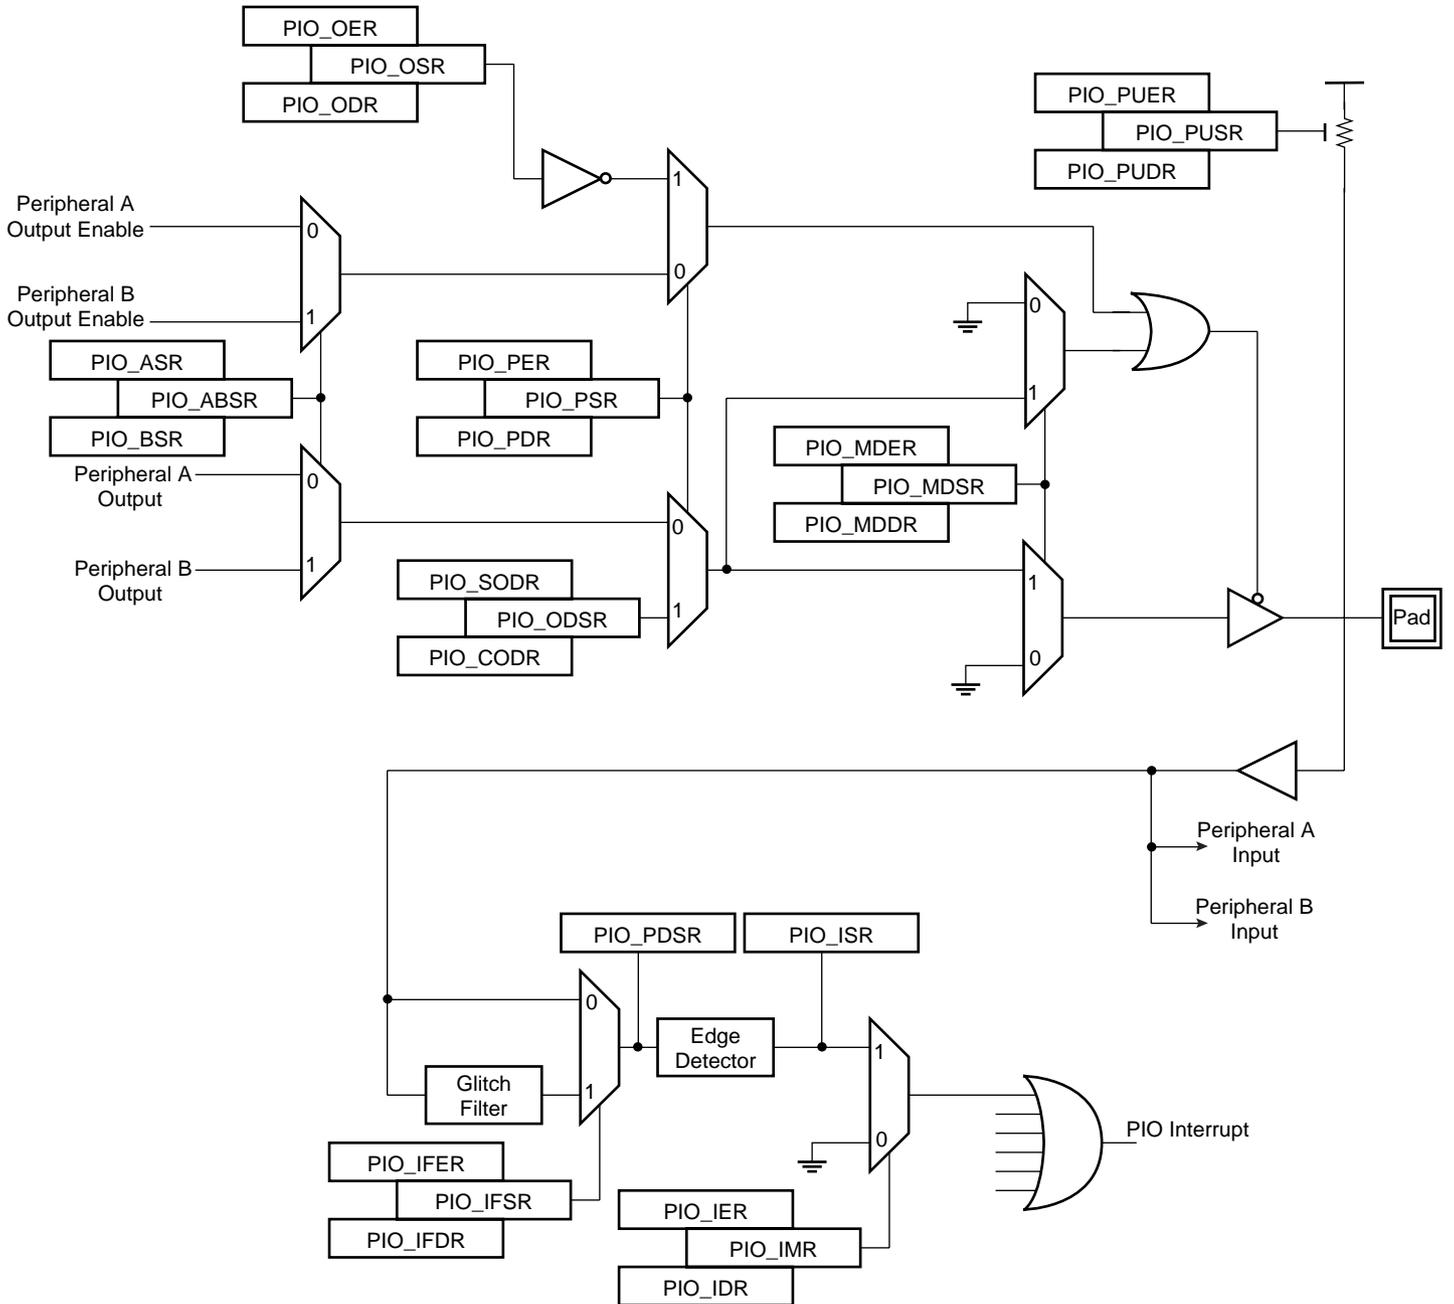 PIO_OER
PIO_OSR
PIO_ODR
PIO_PUER
PIO_PUSR
PIO_PUDR
1
0
Peripheral A
Output Enable
0
Peripheral B
Output Enable
1
0
1
PIO_ASR
PIO_ABSR
PIO_BSR
PIO_PER
PIO_PSR
PIO_PDR
PIO_MDER
PIO_MDSR
PIO_MDDR
Peripheral A
Output
0
Peripheral B
Output
1
0
1
PIO_SODR
PIO_ODSR
PIO_CODR
1
0
Pad
Peripheral A
Input
Peripheral B
Input
PIO_PDSR
PIO_ISR
0
1
Glitch
Filter
Edge
Detector
1
0
PIO Interrupt
PIO_IFER
PIO_IFSR
PIO_IFDR
PIO_IER
PIO_IMR
PIO_IDR